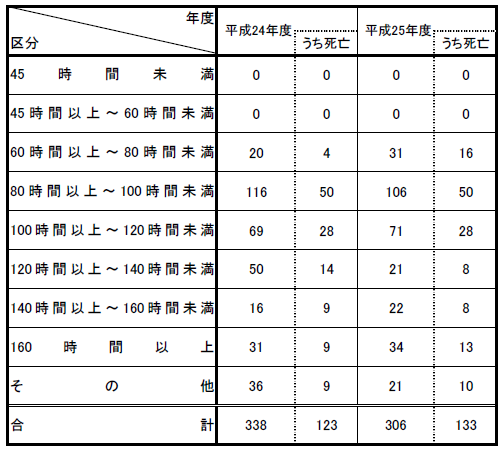 年度
区分
平成24年度 うち死亡 平成25年度 うち死亡
45時間未満 0 0 0 0
45時間以上～60時間未満 0 0 0 0
60時間以上～80時間未満 20 4 31 16
80時間以上～100時間未満 116 50 106 50
100時間以上～120時間未満 69 28 71 28
120時間以上～140時間未満 50 14 21 8
140時間以上～160時間未満 16 9 22 8
160時間以上 31 9 34 13
その他 36 9 21 10
合計 338 123 306 133